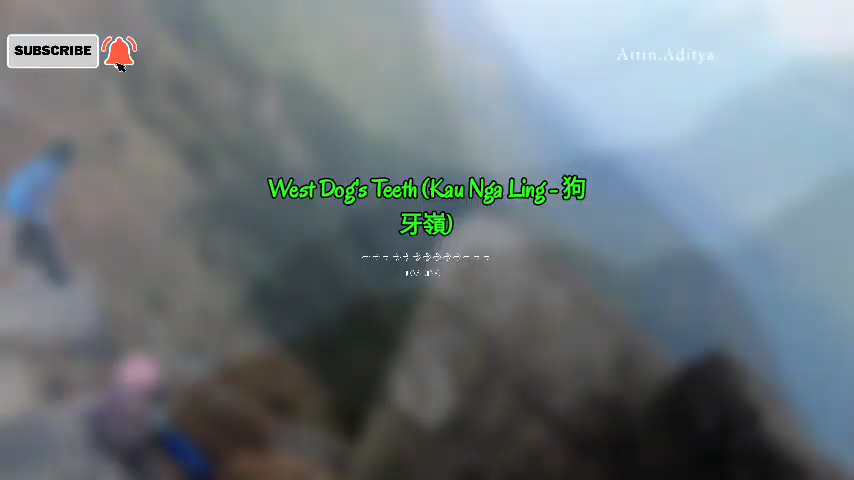 SUBSCRIBE
Attin.Aditya
West Dog's Teeth (Kau Nga Ling - 狗
牙嶺)